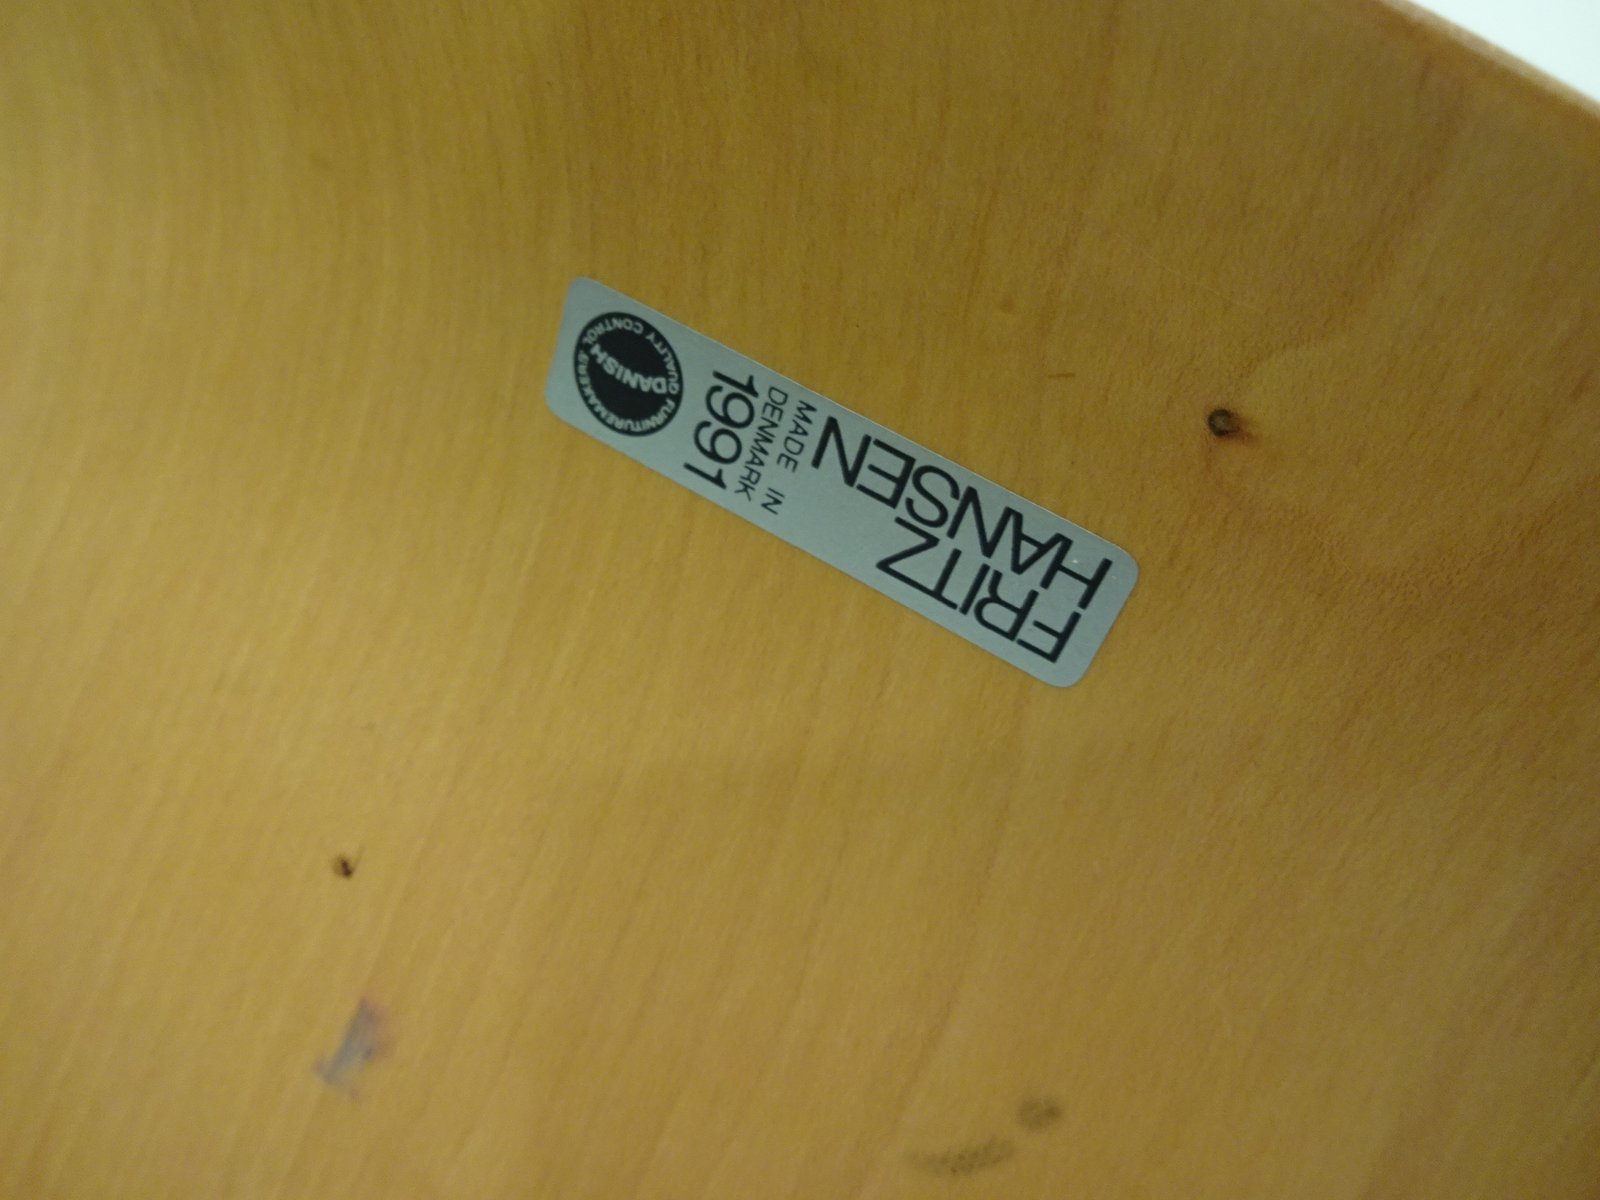 FRITZ
HANSEN
MADE IN
DENMARK
1991
DANISH
FURNITUREMAKERS' QUALITY CONTROL